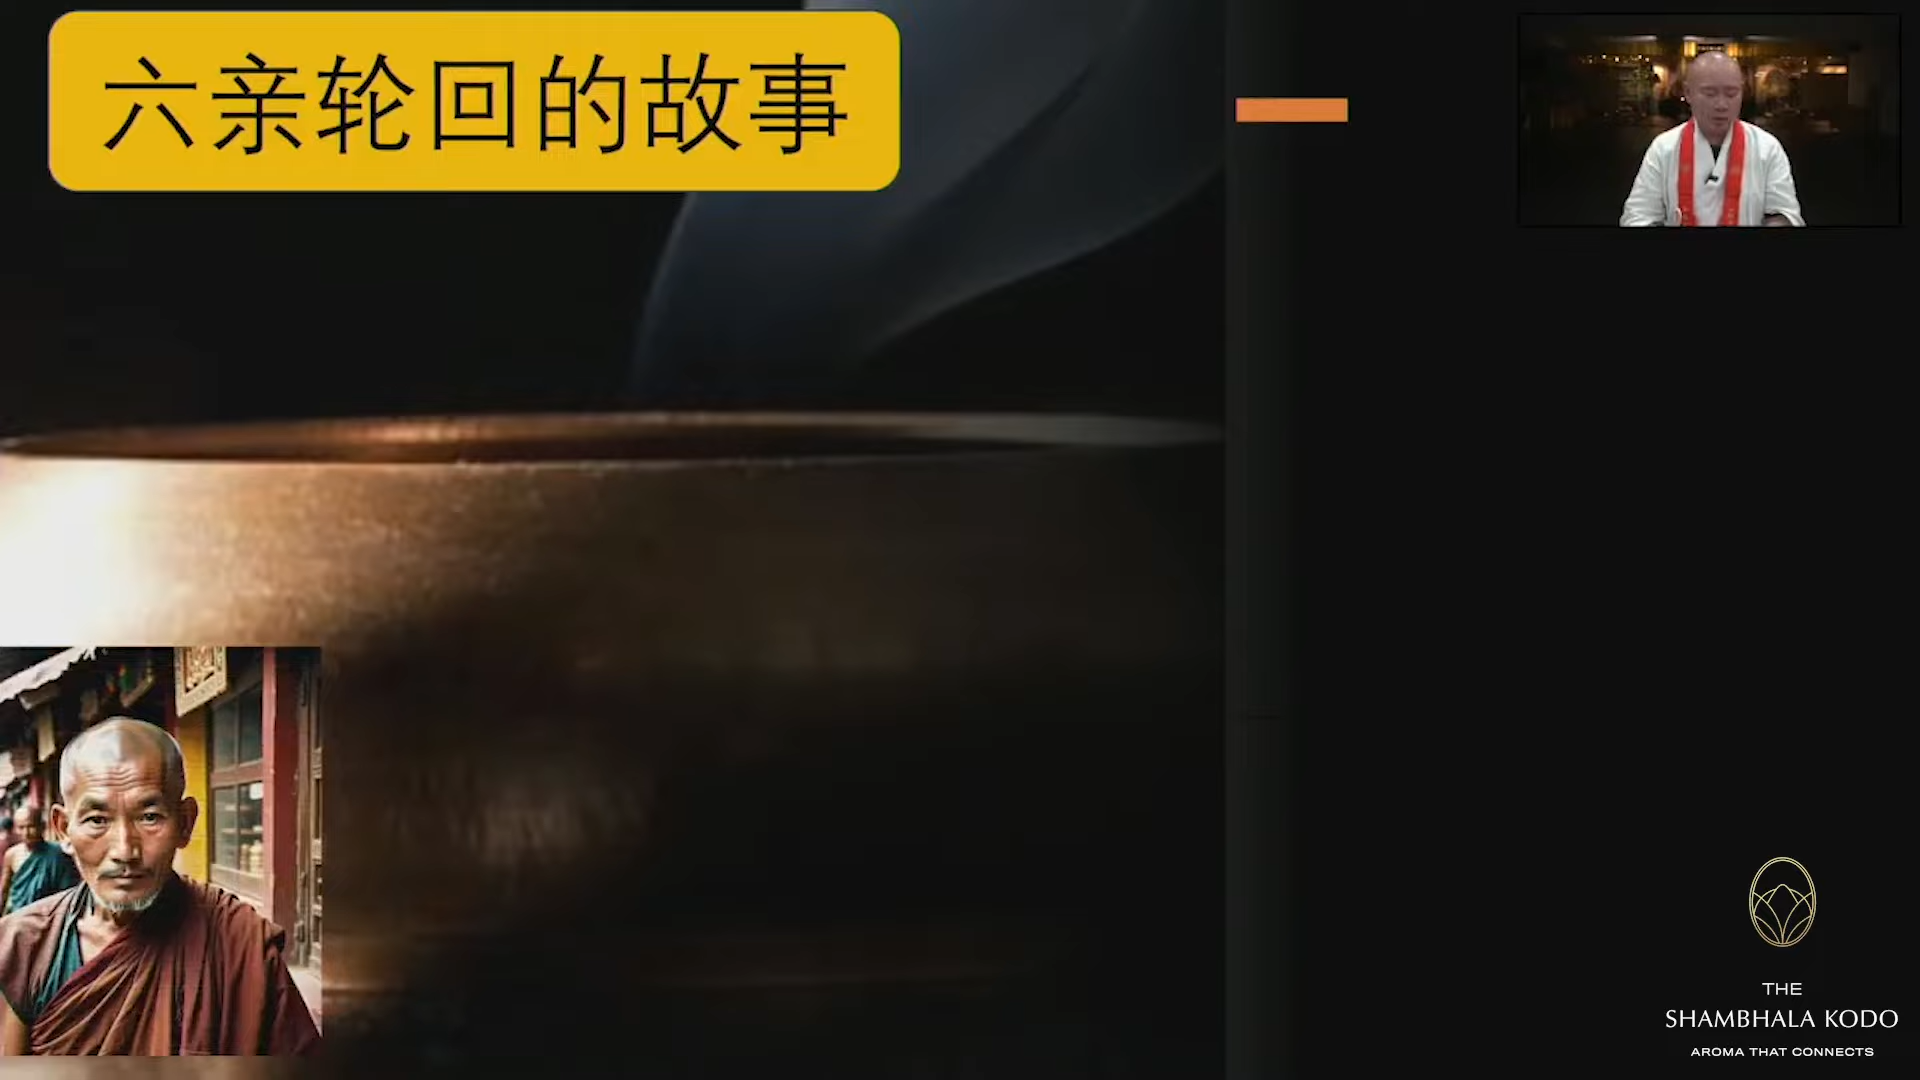 六亲轮回的故事
THE
SHAMBHALA KODO
AROMA THAT CONNECTS